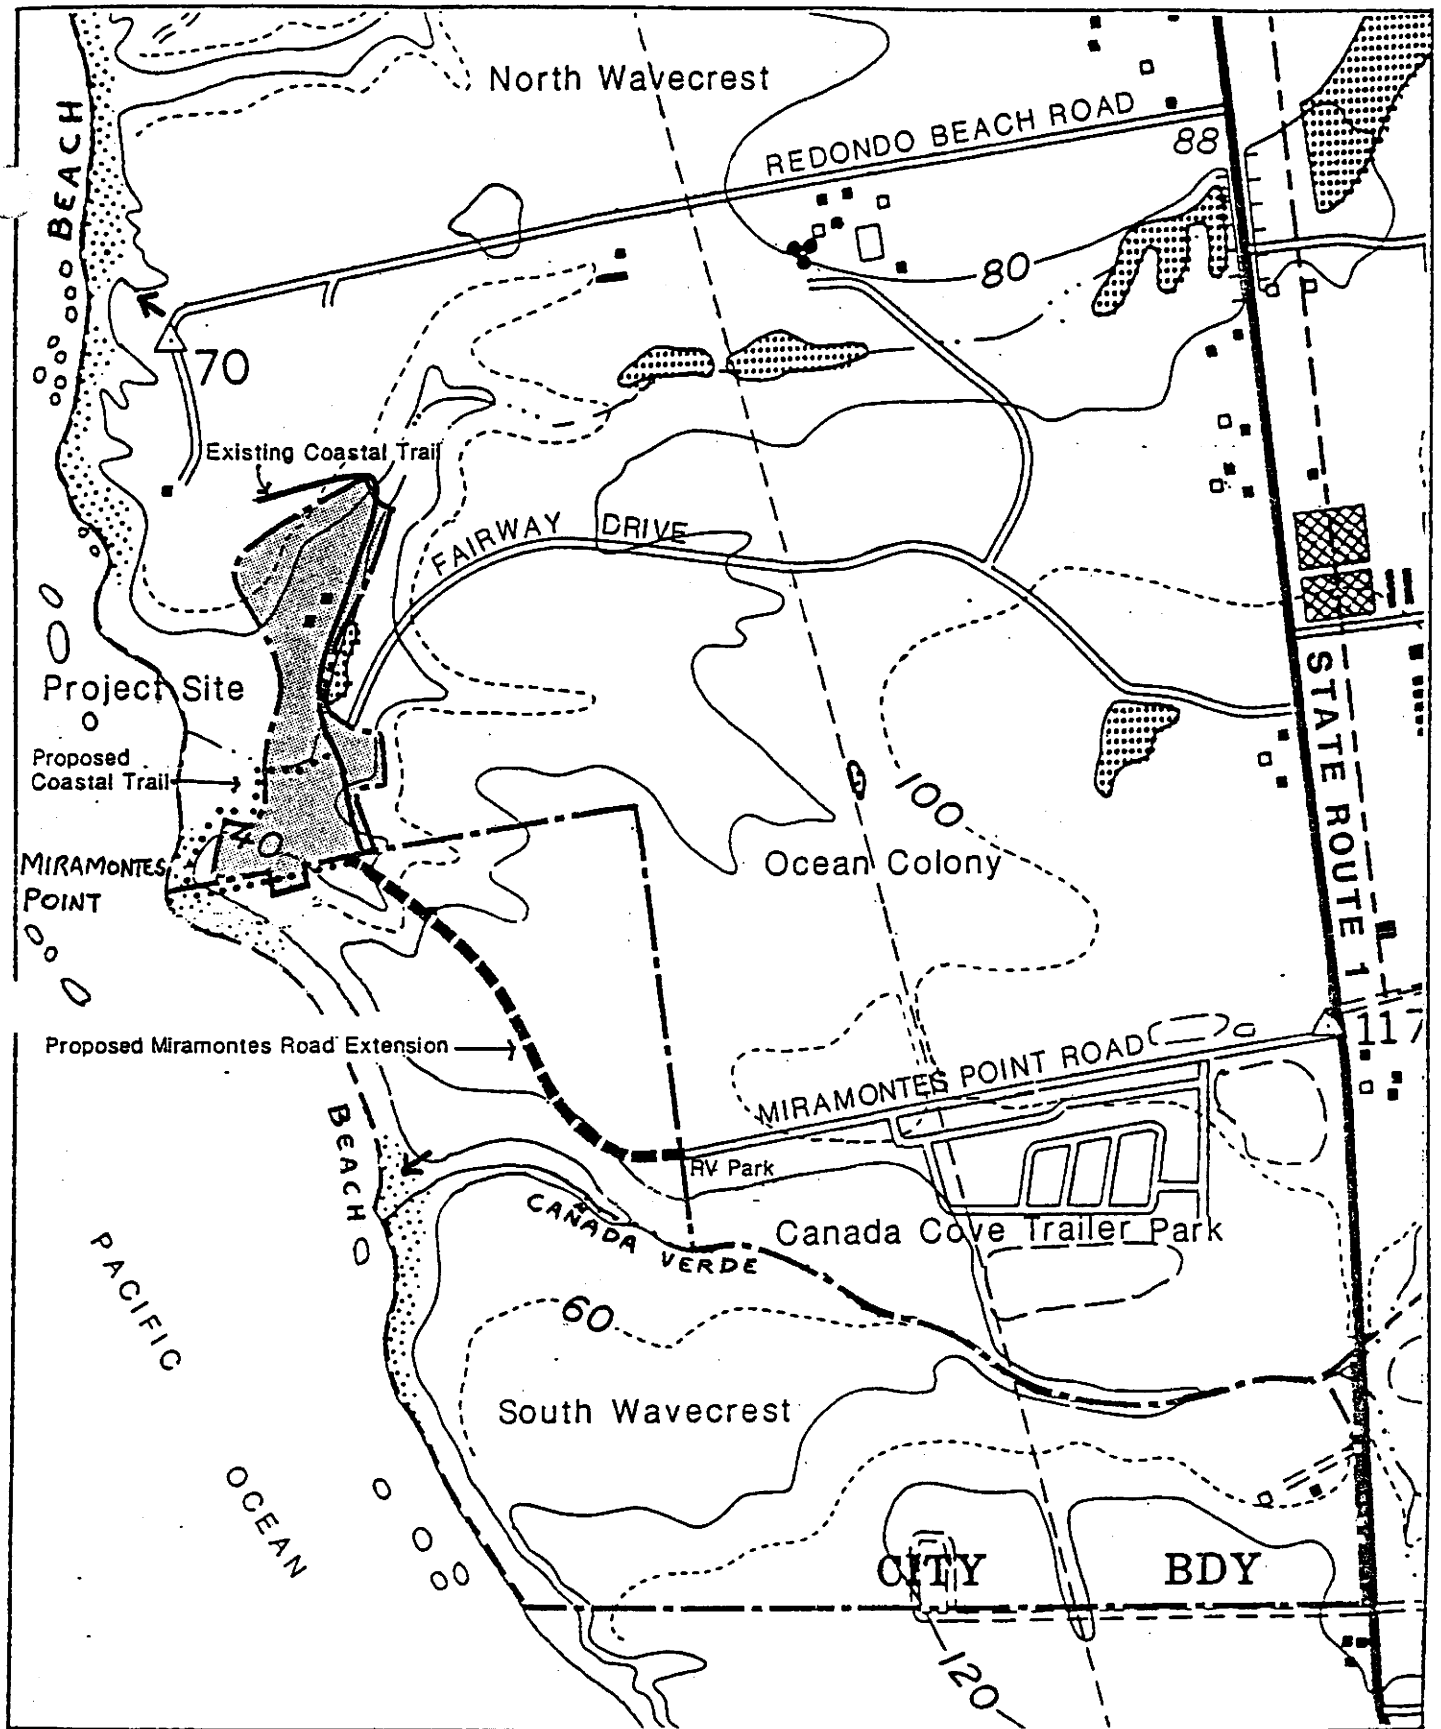 North Wavecrest
BEACH
REDONDO BEACH ROAD
88
80
70
Existing Coastal Trail
FAIRWAY DRIVE
STATE ROUTE 1
Project Site
Proposed
Coastal Trail
100
40
MIRAMONTES
POINT
Ocean Colony
117
Proposed Miramontes Road Extension
MIRAMONTES POINT ROAD
BEACH
RV Park
CAÑADA VERDE
Canada Cove Trailer Park
PACIFIC
OCEAN
60
South Wavecrest
CITY BDY
120